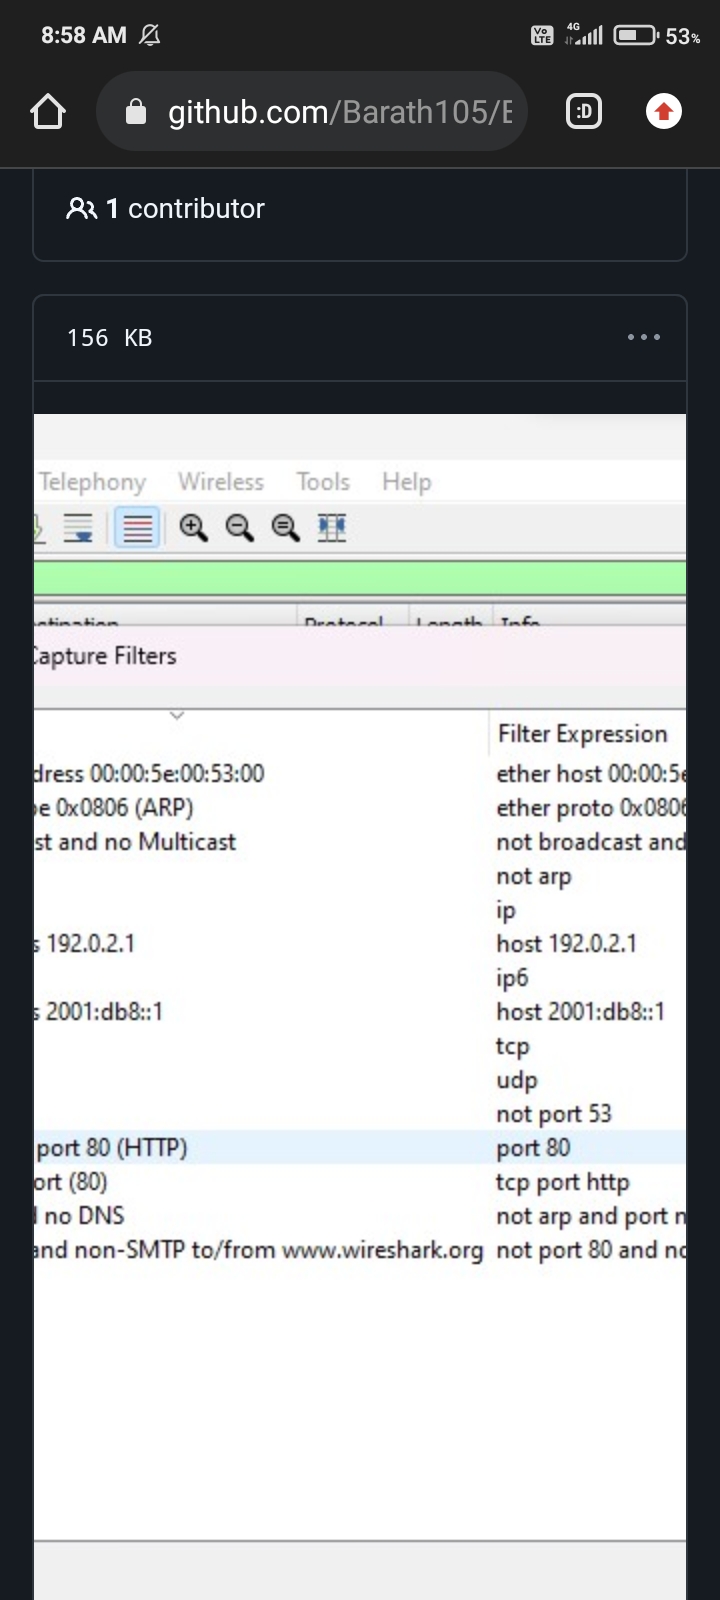 8:58 AM Vo LTE 4G 53%
github.com/Barath105/E
:D
1 contributor
156 KB
Telephony Wireless Tools Help
stination Protocol Length Info
Capture Filters
Filter Expression
dress 00:00:5e:00:53:00 ether host 00:00:5e
pe 0x0806 (ARP) ether proto 0x0806
st and no Multicast not broadcast and
not arp
ip
s 192.0.2.1 host 192.0.2.1
ip6
s 2001:db8::1 host 2001:db8::1
tcp
udp
not port 53
port 80 (HTTP) port 80
ort (80) tcp port http
d no DNS not arp and port n
and non-SMTP to/from www.wireshark.org not port 80 and no